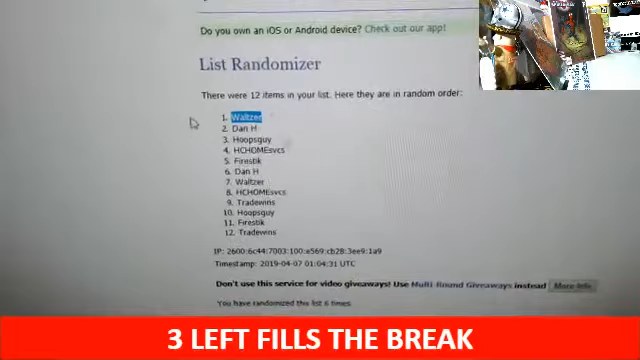 Do you own an iOS or Android device? Check out our app!
List Randomizer
There were 12 items in your list. Here they are in random order:
1. Waltzer
2. Dan H
3. Hoopsguy
4. HCHOMEsvcs
5. Firestik
6. Dan H
7. Waltzer
8. HCHOMEsvcs
9. Tradewins
10. Hoopsguy
11. Firestik
12. Tradewins
IP: 2600:6c44:7003:100:a569:cb28:3ee9:1a9
Timestamp: 2019-04-07 01:04:31 UTC
Don't use this service for video giveaways! Use Multi-Round Giveaways instead More Info
You have randomized this list 6 times
3 LEFT FILLS THE BREAK